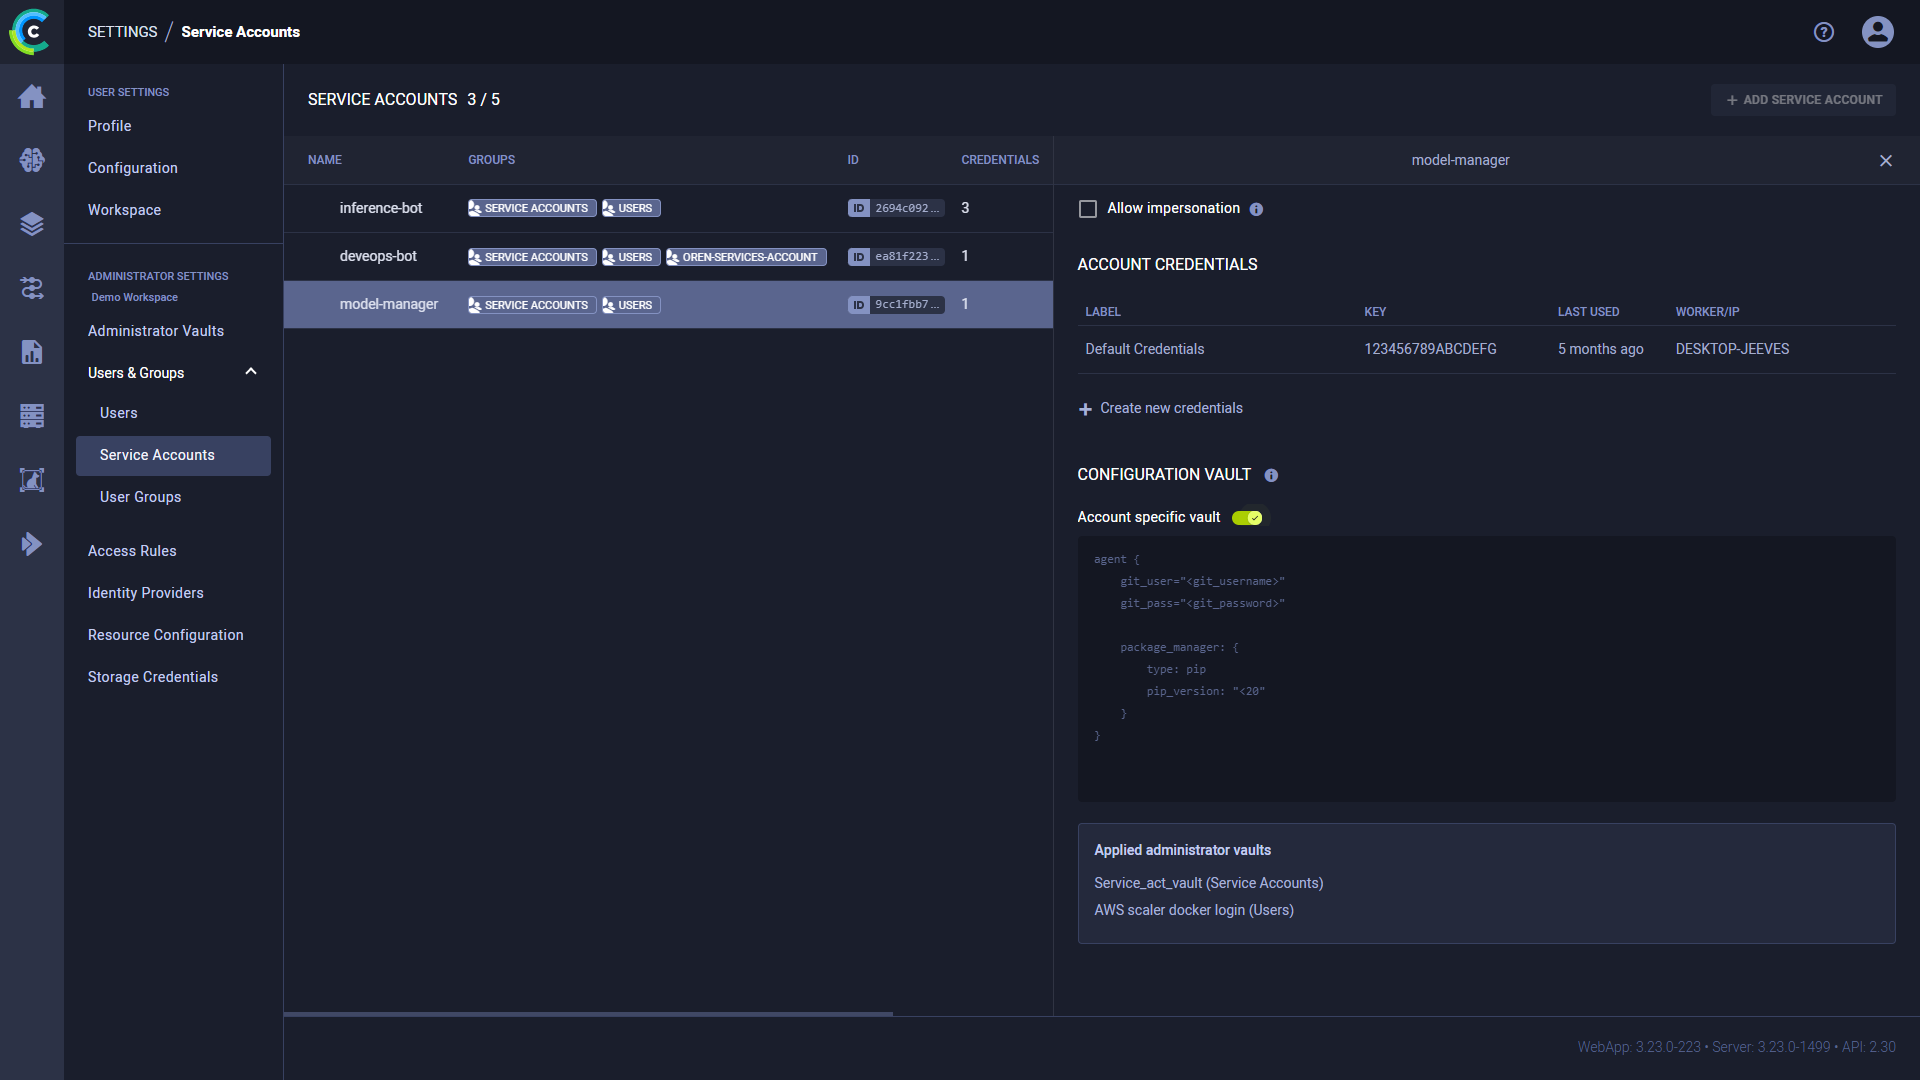 SETTINGS / Service Accounts
USER SETTINGS
Profile
Configuration
Workspace
ADMINISTRATOR SETTINGS
Demo Workspace
Administrator Vaults
Users & Groups
Users
Service Accounts
User Groups
Access Rules
Identity Providers
Resource Configuration
Storage Credentials
SERVICE ACCOUNTS 3 / 5
+ ADD SERVICE ACCOUNT
NAME GROUPS ID CREDENTIALS
inference-bot SERVICE ACCOUNTS USERS ID 2694c092... 3
deveops-bot SERVICE ACCOUNTS USERS OREN-SERVICES-ACCOUNT ID ea81f223... 1
model-manager SERVICE ACCOUNTS USERS ID 9cc1fbb7... 1
model-manager
Allow impersonation
ACCOUNT CREDENTIALS
LABEL KEY LAST USED WORKER/IP
Default Credentials 123456789ABCDEFG 5 months ago DESKTOP-JEEVES
+ Create new credentials
CONFIGURATION VAULT
Account specific vault
agent {
git_user="<git_username>"
git_pass="<git_password>"
package_manager: {
type: pip
pip_version: "<20"
}
}
Applied administrator vaults
Service_act_vault (Service Accounts)
AWS scaler docker login (Users)
WebApp: 3.23.0-223 • Server: 3.23.0-1499 • API: 2.30